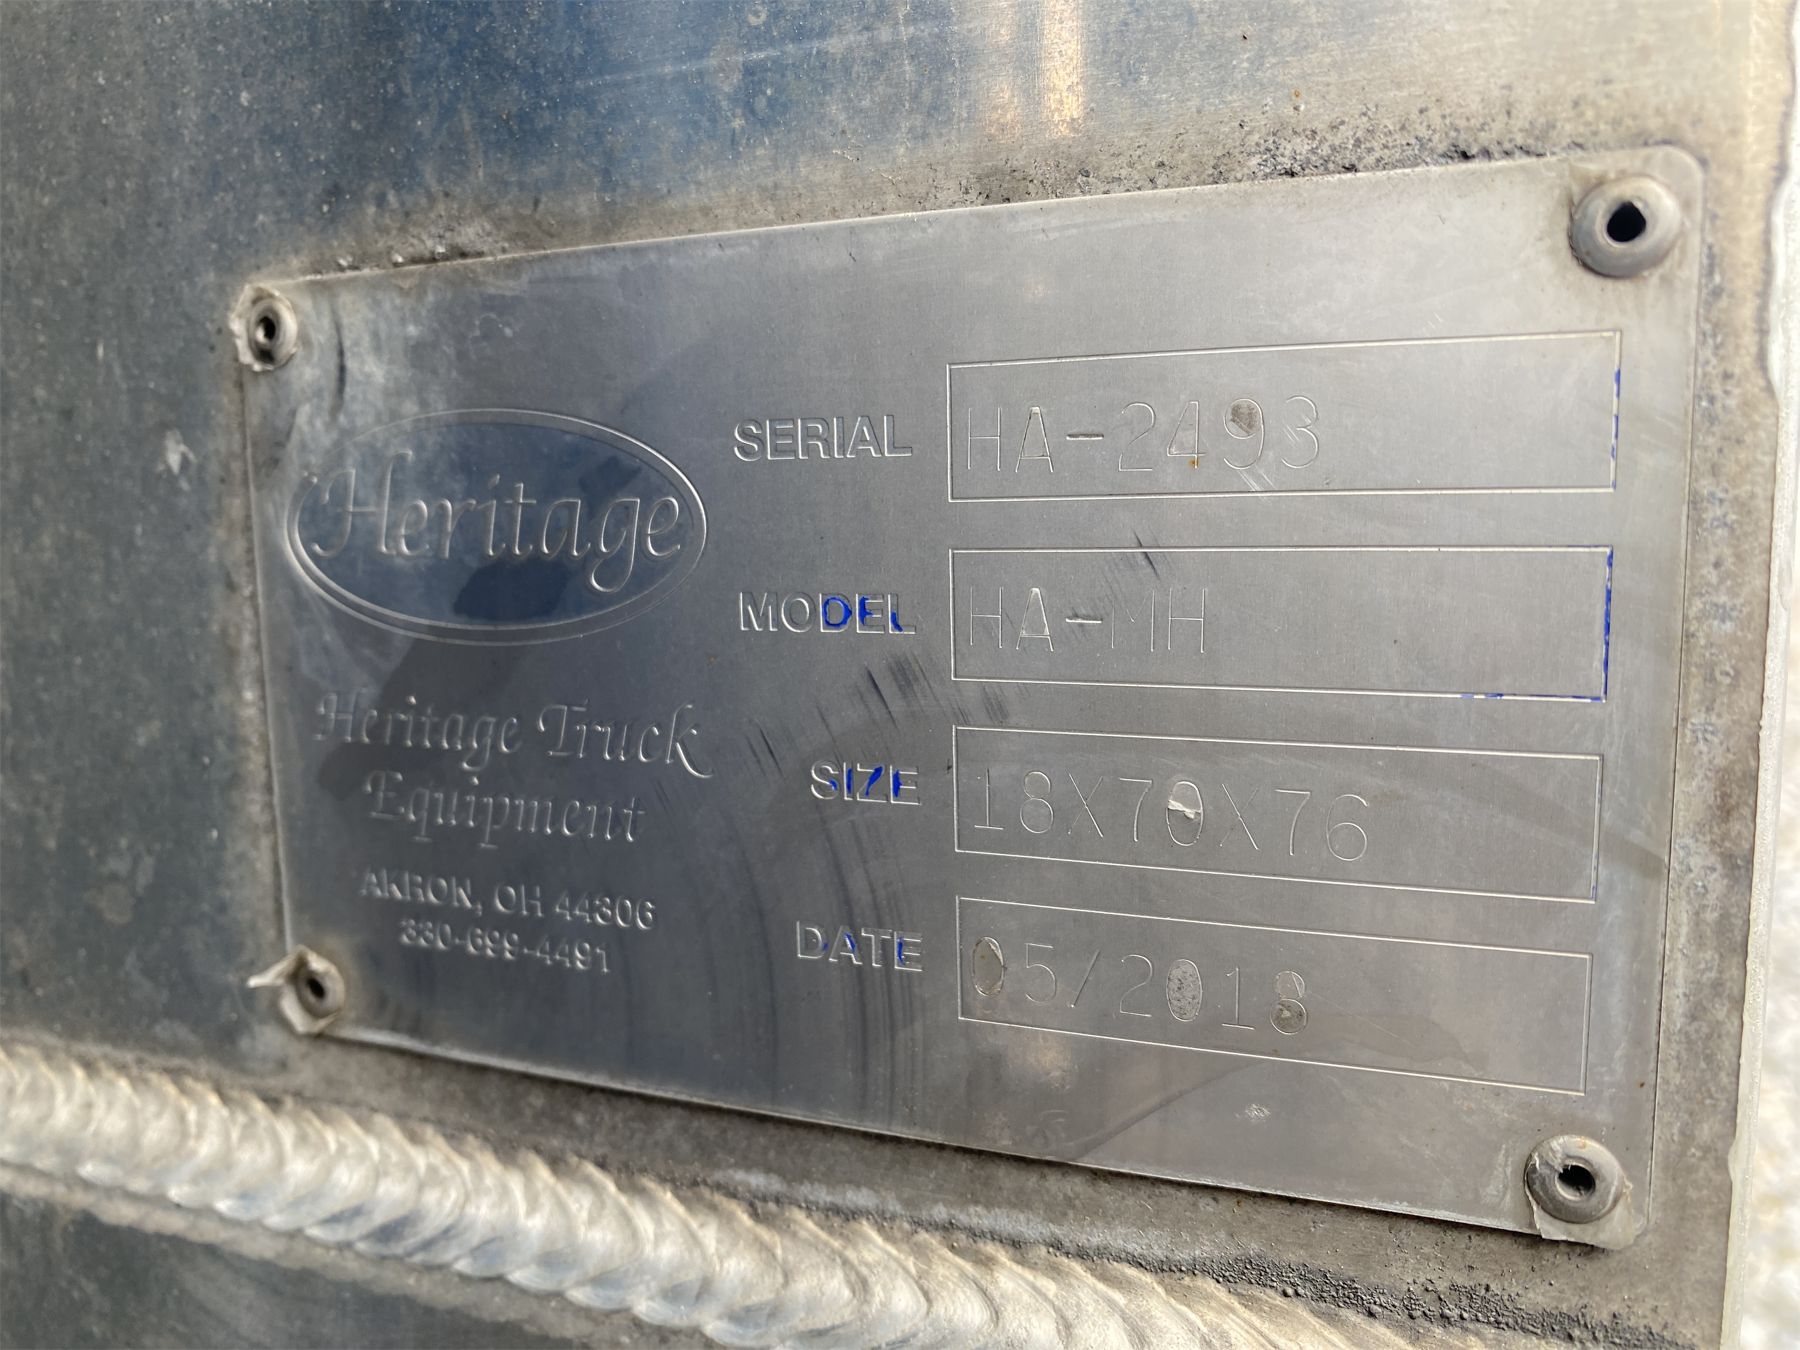 Heritage
Heritage Truck
Equipment
AKRON, OH 44306
330-699-4491
SERIAL HA-2493
MODEL HA-MH
SIZE 18X70X76
DATE 05/2018